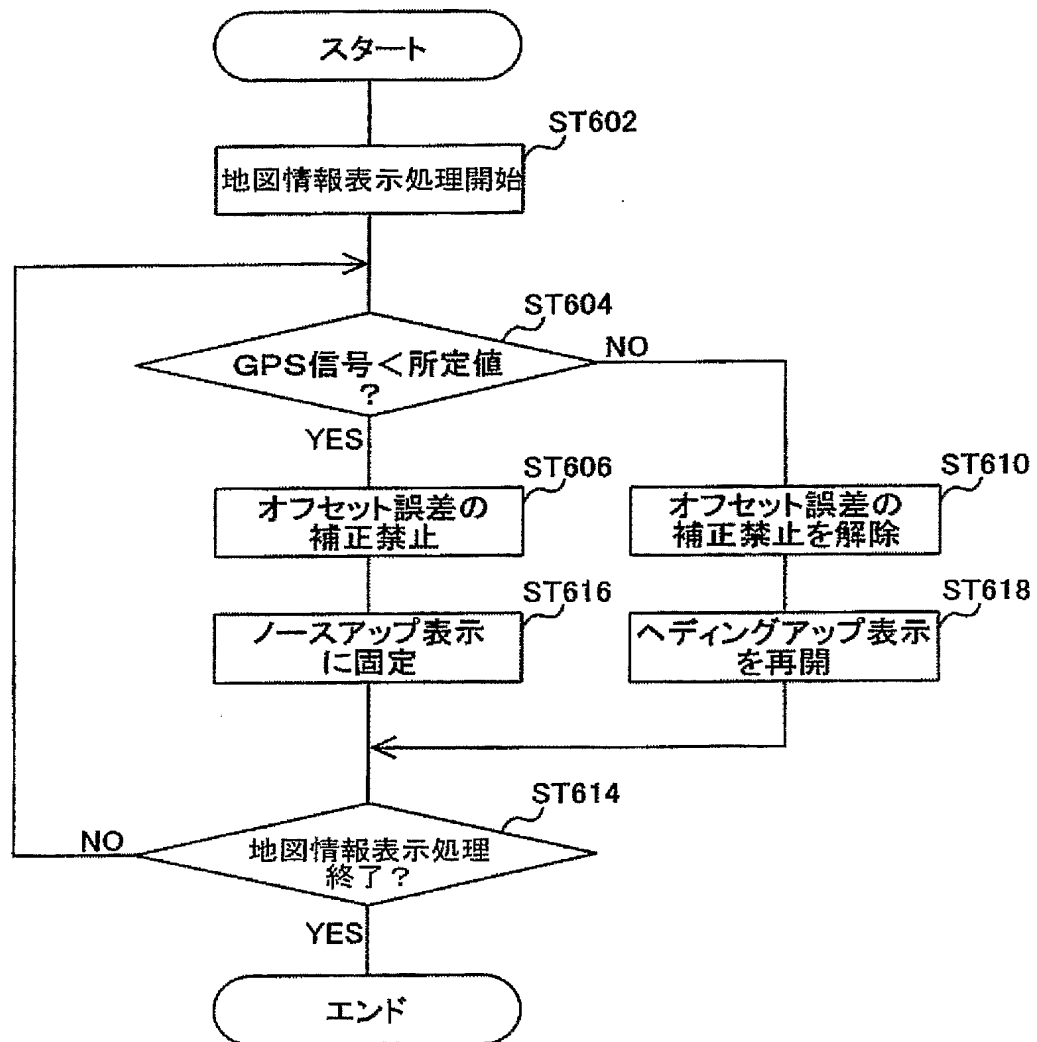 スタート
ST602
地図情報表示処理開始
ST604
GPS信号<所定値
?
NO
YES
ST606
オフセット誤差の
補正禁止
ST610
オフセット誤差の
補正禁止を解除
ST616
ノースアップ表示
に固定
ST618
ヘディングアップ表示
を再開
ST614
地図情報表示処理
終了?
NO
YES
エンド